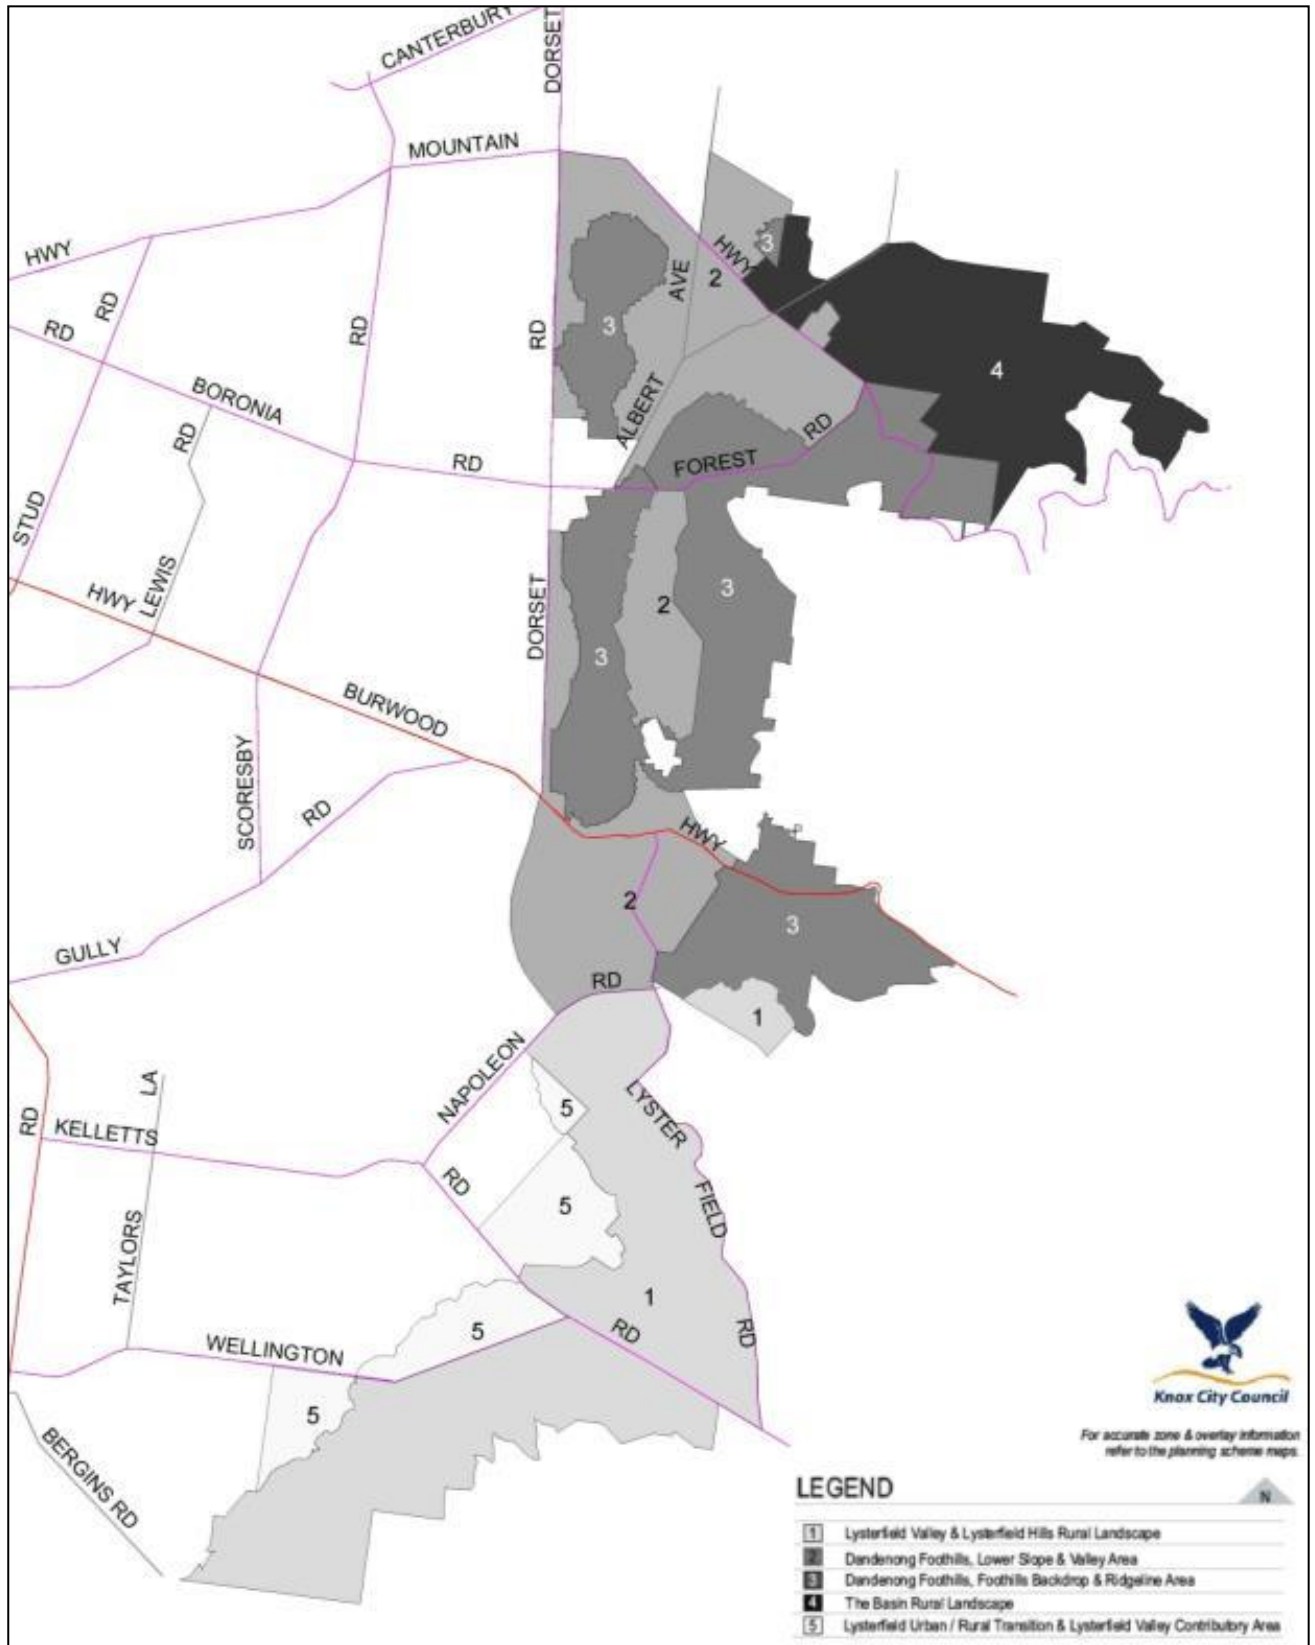 CANTERBURY
DORSET
MOUNTAIN
HWY
RD
RD
RD
HWY
3
2
AVE
RD
3
4
BORONIA
RD
ALBERT
RD
FOREST
RD
STUD
LEWIS
HWY
DORSET
2
3
3
BURWOOD
SCORESBY
RD
HWY
2
3
GULLY
RD
1
NAPOLEON
LA
RD
KELLETTS
5
LYSTER
RD
FIELD
5
TAYLORS
1
5
RD
RD
WELLINGTON
5
BERGINS RD
Knox City Council
For accurate zone & overlay information
refer to the planning scheme maps.
LEGEND
N
1 Lysterfield Valley & Lysterfield Hills Rural Landscape
2 Dandenong Foothills, Lower Slope & Valley Area
3 Dandenong Foothills, Foothills Backdrop & Ridgeline Area
4 The Basin Rural Landscape
5 Lysterfield Urban / Rural Transition & Lysterfield Valley Contributory Area